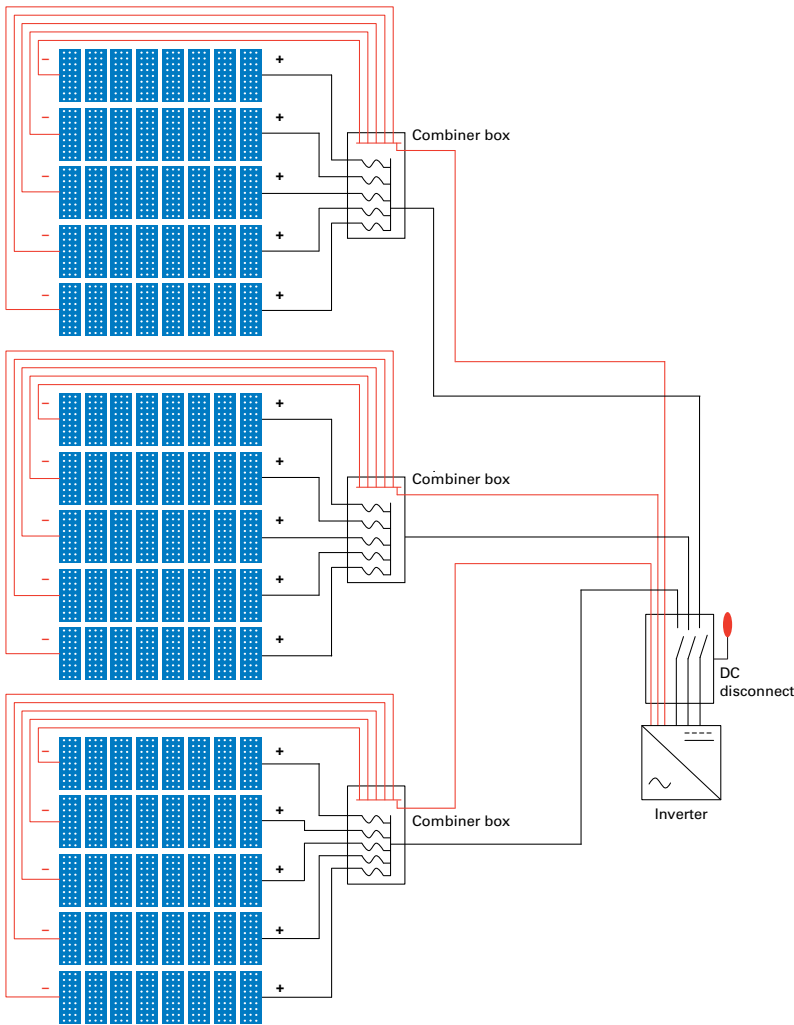 − +
− +
Combiner box
− +
− +
− +
− +
− +
Combiner box
− +
− +
− +
DC
disconnect
− +
− +
Inverter
Combiner box
− +
− +
− +